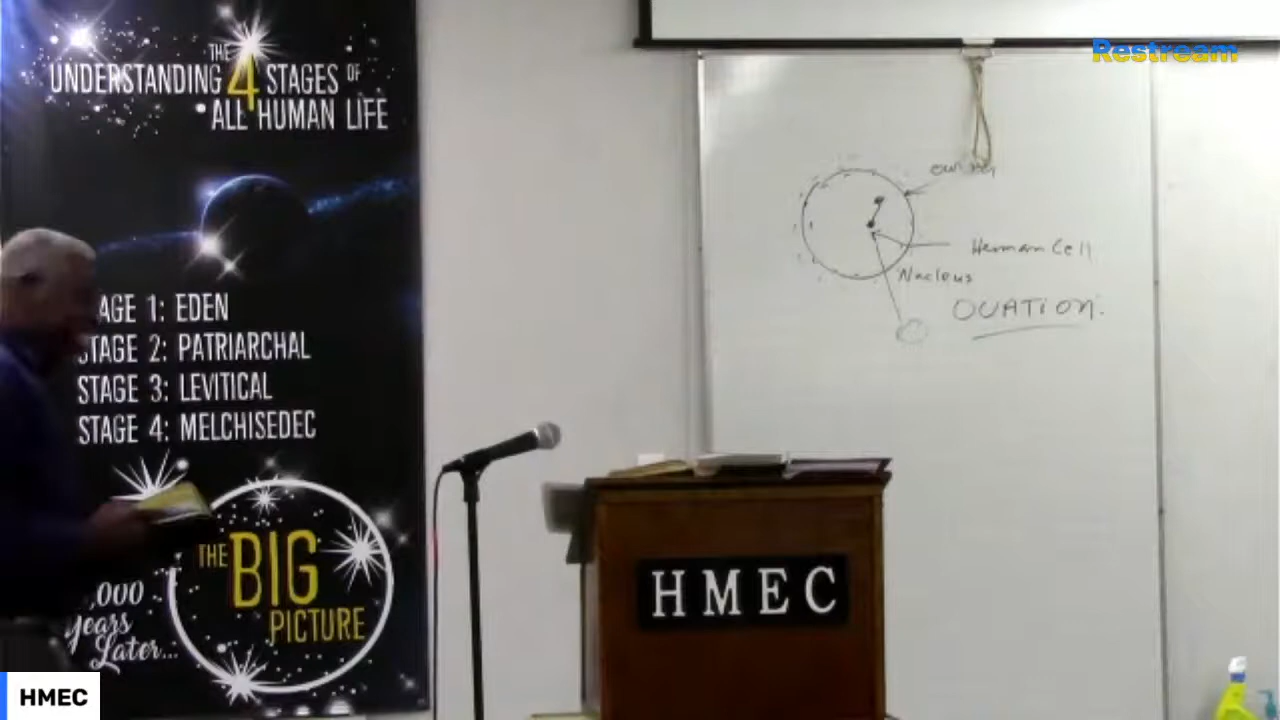 THE
UNDERSTANDING 4 STAGES OF
ALL HUMAN LIFE
AGE 1: EDEN
STAGE 2: PATRIARCHAL
STAGE 3: LEVITICAL
STAGE 4: MELCHISEDEC
THE BIG
PICTURE
,000
years
Later...
HMEC
Restream
Human Cell
Nucleus
OVATION.
HMEC